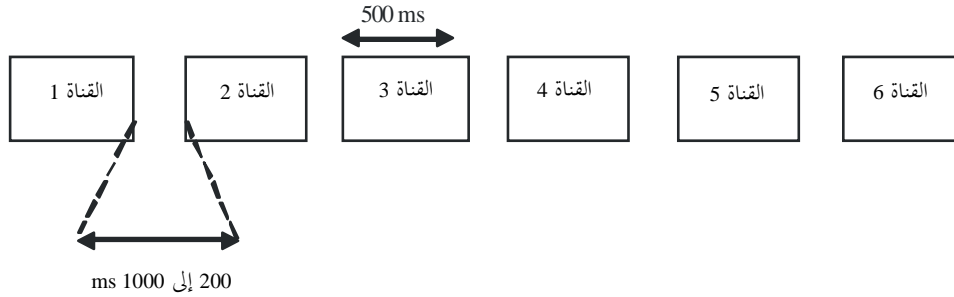 500 ms
القناة 1
القناة 2
القناة 3
القناة 4
القناة 5
القناة 6
200 إلى 1000 ms